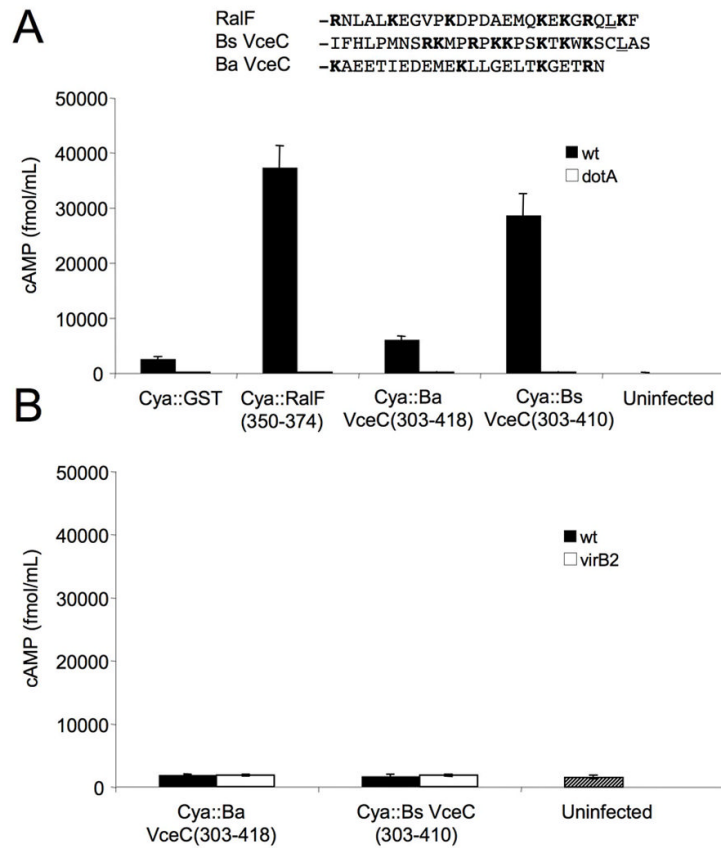 A
RalF –RNLALKEGVPKDPDAEMQKEKGRQLKF
Bs VceC –IFHLPMNSRKMPRPKKPSKTKWKSCLAS
Ba VceC –KAEETIEDEMEKLLGELTKGETRN
cAMP (fmol/mL)
50000
40000
30000
20000
10000
0
wt
dotA
Cya::GST
Cya::RalF
(350-374)
Cya::Ba
VceC(303-418)
Cya::Bs
VceC(303-410)
Uninfected
B
cAMP (fmol/mL)
50000
40000
30000
20000
10000
0
wt
virB2
Cya::Ba
VceC(303-418)
Cya::Bs VceC
(303-410)
Uninfected